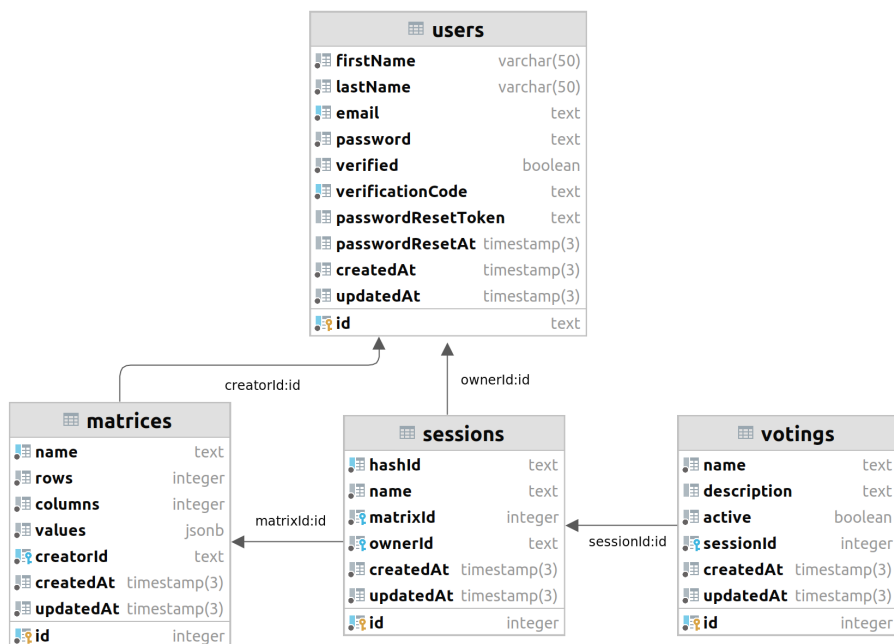 users
firstName varchar(50)
lastName varchar(50)
email text
password text
verified boolean
verificationCode text
passwordResetToken text
passwordResetAt timestamp(3)
createdAt timestamp(3)
updatedAt timestamp(3)
id text
creatorId:id
ownerId:id
matrices
name text
rows integer
columns integer
values jsonb
creatorId text
createdAt timestamp(3)
updatedAt timestamp(3)
id integer
matrixId:id
sessions
hashId text
name text
matrixId integer
ownerId text
createdAt timestamp(3)
updatedAt timestamp(3)
id integer
sessionId:id
votings
name text
description text
active boolean
sessionId integer
createdAt timestamp(3)
updatedAt timestamp(3)
id integer